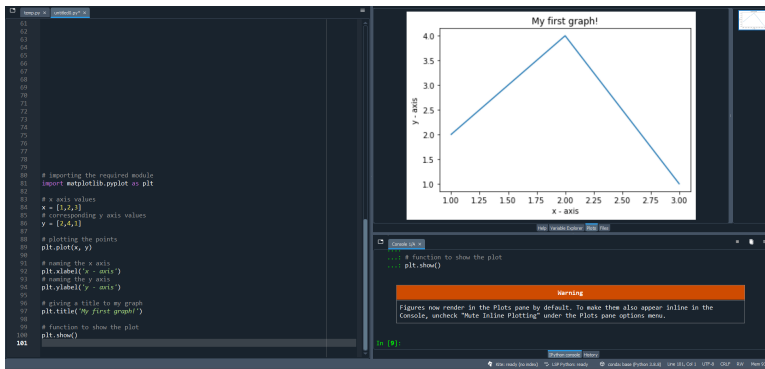 temp.py
untitled0.py*
61
62
63
64
65
66
67
68
69
70
71
72
73
74
75
76
77
78
79
80 # importing the required module
81 import matplotlib.pyplot as plt
82
83 # x axis values
84 x = [1,2,3]
85 # corresponding y axis values
86 y = [2,4,1]
87
88 # plotting the points
89 plt.plot(x, y)
90
91 # naming the x axis
92 plt.xlabel('x - axis')
93 # naming the y axis
94 plt.ylabel('y - axis')
95
96 # giving a title to my graph
97 plt.title('My first graph!')
98
99 # function to show the plot
100 plt.show()
101
My first graph!
4.0
3.5
3.0
2.5
2.0
1.5
1.0
y - axis
1.00 1.25 1.50 1.75 2.00 2.25 2.50 2.75 3.00
x - axis
Help Variable Explorer Plots Files
Console 1/A
...: # function to show the plot
...: plt.show()
Warning
Figures now render in the Plots pane by default. To make them also appear inline in the
Console, uncheck "Mute Inline Plotting" under the Plots pane options menu.
In [9]:
IPython console History
Kite: ready (no index) LSP Python: ready conda: base (Python 3.8.8) Line 101, Col 1 UTF-8 CRLF RW